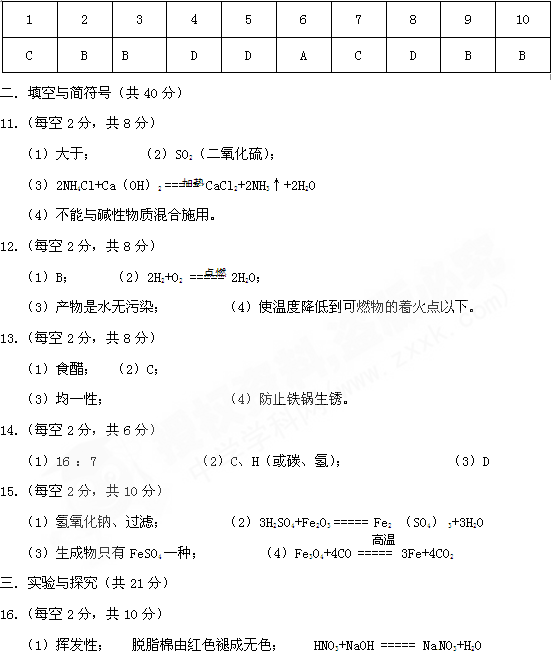 1 2 3 4 5 6 7 8 9 10
C B B D D A C D B B
二．填空与简符号（共40分）
11．（每空2分，共8分）
（1）大于； （2）SO₂（二氧化硫）；
（3）2NH₄Cl+Ca（OH）₂ ==加热== CaCl₂+2NH₃↑+2H₂O
（4）不能与碱性物质混合施用。
12．（每空2分，共8分）
（1）B； （2）2H₂+O₂ ==点燃== 2H₂O；
（3）产物是水无污染； （4）使温度降低到可燃物的着火点以下。
13．（每空2分，共8分）
（1）食醋； （2）C；
（3）均一性； （4）防止铁锅生锈。
14．（每空2分，共6分）
（1）16：7 （2）C、H（或碳、氢）； （3）D
15．（每空2分，共10分）
（1）氢氧化钠、过滤； （2）3H₂SO₄+Fe₂O₃ ===== Fe₂（SO₄）₃+3H₂O
（3）生成物只有FeSO₄一种； （4）Fe₃O₄+4CO ==高温== 3Fe+4CO₂
三．实验与探究（共21分）
16．（每空2分，共10分）
（1）挥发性； 脱脂棉由红色褪成无色； HNO₃+NaOH ===== NaNO₃+H₂O